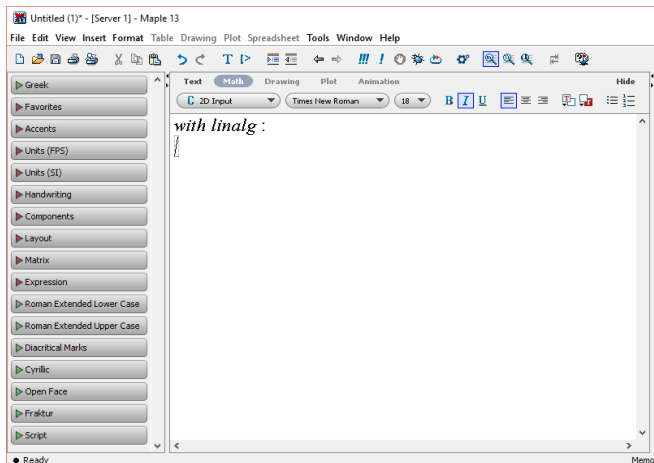 Untitled (1)* - [Server 1] - Maple 13
File Edit View Insert Format Table Drawing Plot Spreadsheet Tools Window Help
Text Math Drawing Plot Animation Hide
C 2D Input Times New Roman 18 B I U
Greek
Favorites
Accents
Units (FPS)
Units (SI)
Handwriting
Components
Layout
Matrix
Expression
Roman Extended Lower Case
Roman Extended Upper Case
Diacritical Marks
Cyrillic
Open Face
Fraktur
Script
with linalg :
Ready Memo